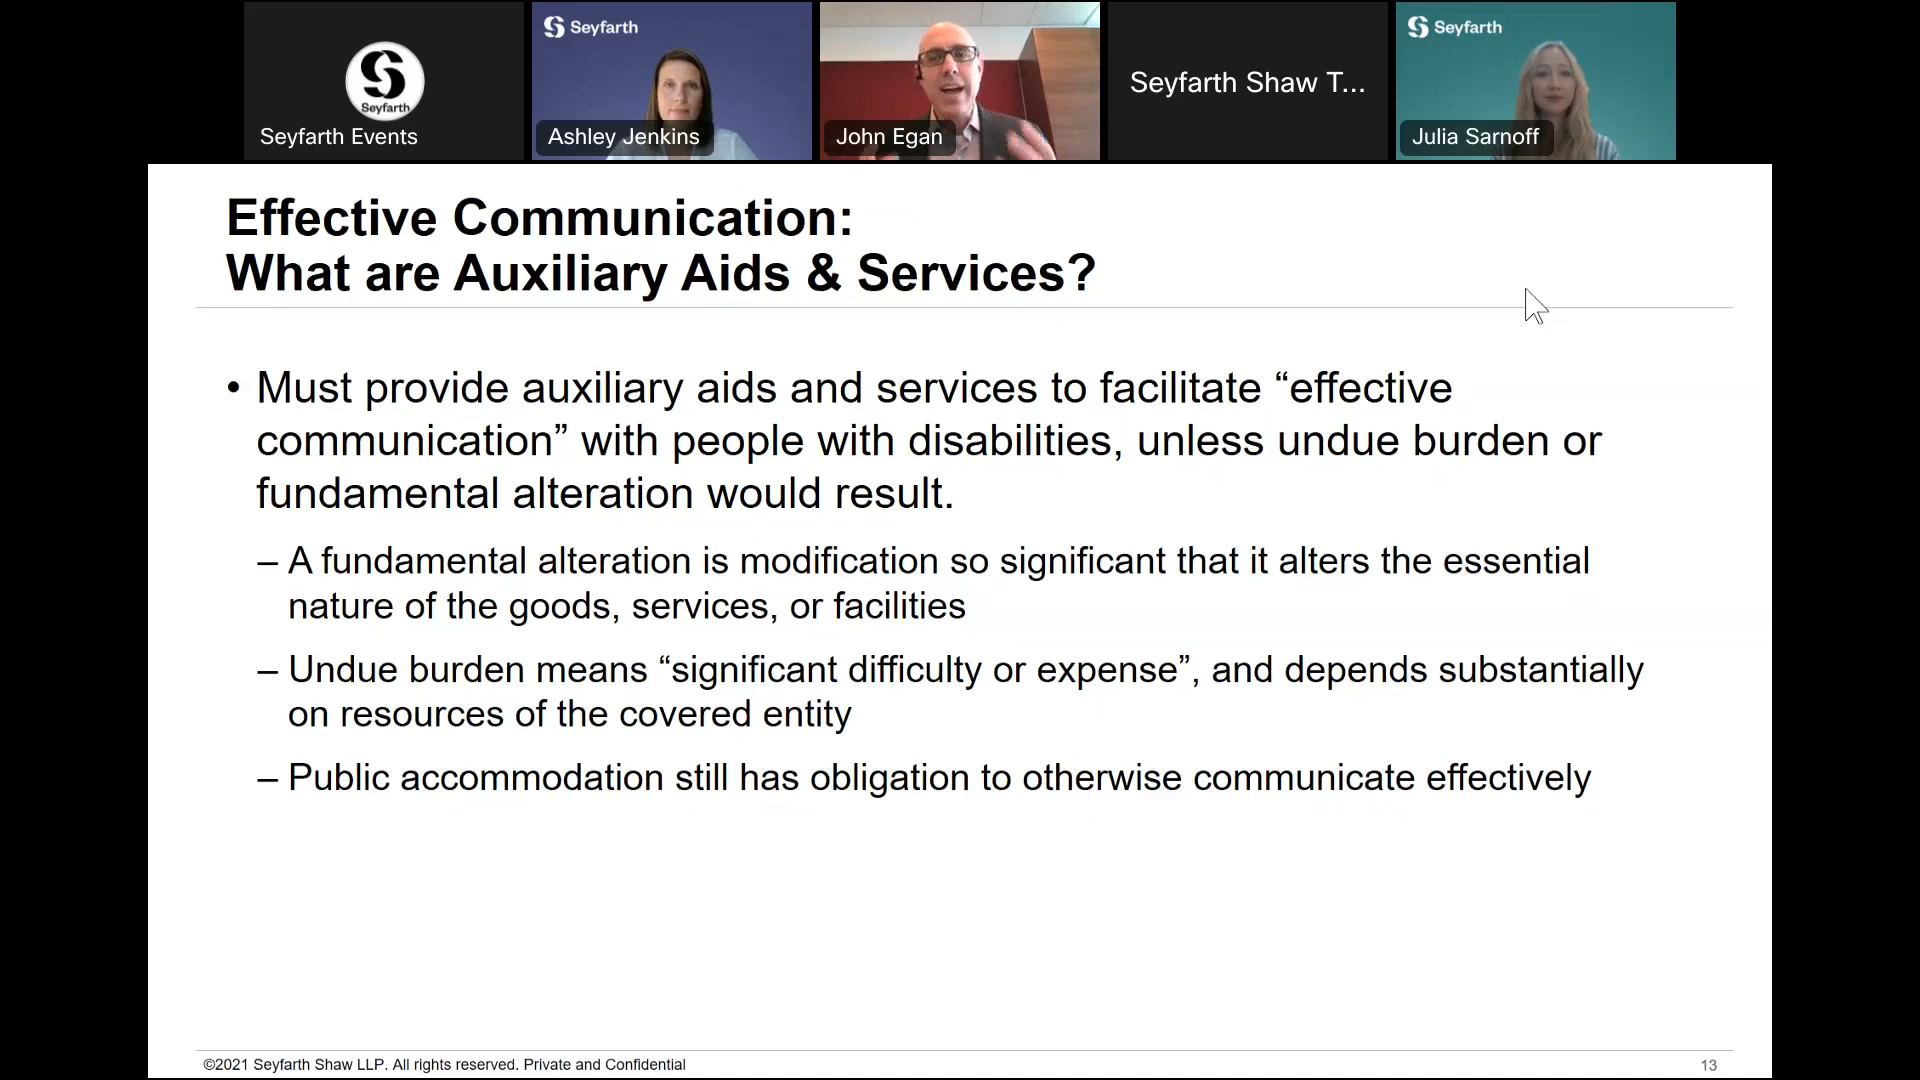 Seyfarth
Seyfarth Events
Seyfarth
Ashley Jenkins
John Egan
Seyfarth Shaw T...
Seyfarth
Julia Sarnoff
Effective Communication:
What are Auxiliary Aids & Services?
• Must provide auxiliary aids and services to facilitate “effective
communication” with people with disabilities, unless undue burden or
fundamental alteration would result.
– A fundamental alteration is modification so significant that it alters the essential
nature of the goods, services, or facilities
– Undue burden means “significant difficulty or expense”, and depends substantially
on resources of the covered entity
– Public accommodation still has obligation to otherwise communicate effectively
©2021 Seyfarth Shaw LLP. All rights reserved. Private and Confidential
13